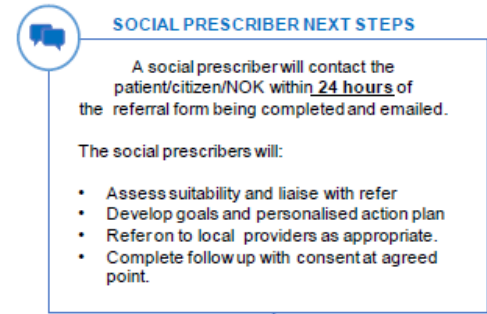 SOCIAL PRESCRIBER NEXT STEPS
A social prescriber will contact the
patient/citizen/NOK within 24 hours of
the referral form being completed and emailed.
The social prescribers will:
• Assess suitability and liaise with refer
• Develop goals and personalised action plan
• Refer on to local providers as appropriate.
• Complete follow up with consent at agreed
point.